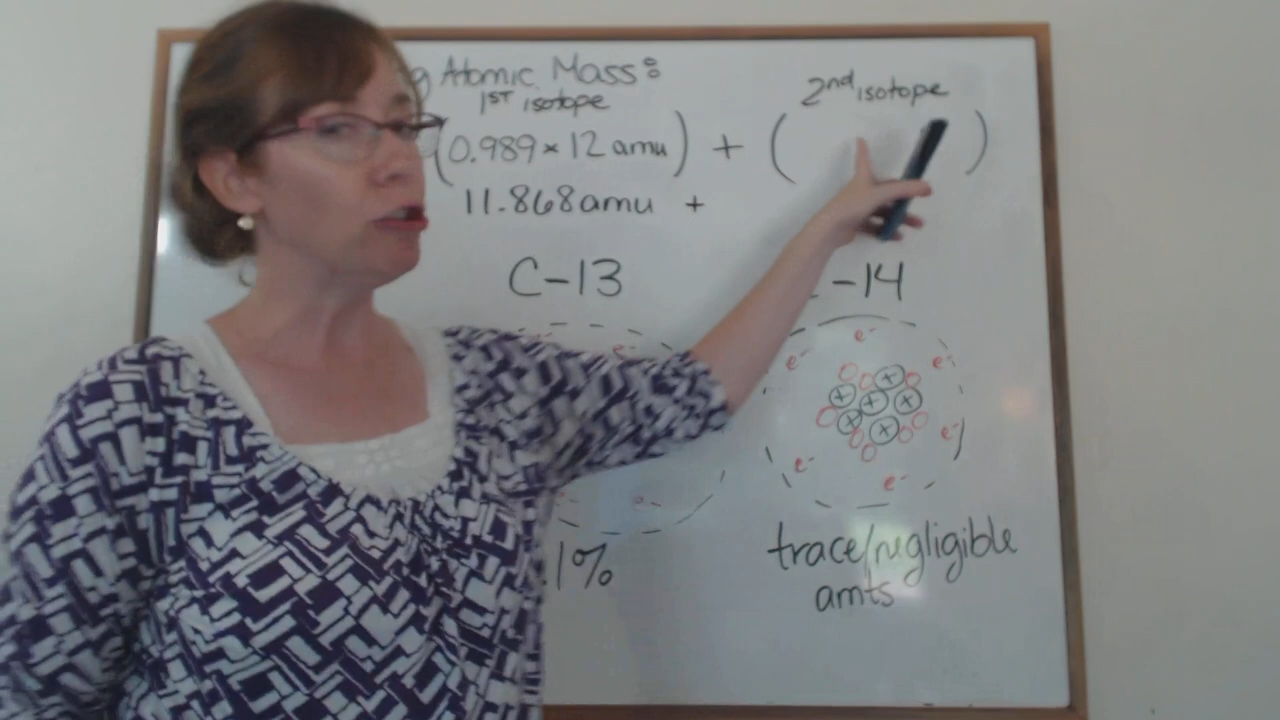 Atomic Mass:
1ST isotope
2nd isotope
(0.989 × 12 amu) + ( )
11.868 amu +
C-13
-14
e-
e- e- e-
+ + + + + +
e-
e- e-
.1%
trace/negligible
amts